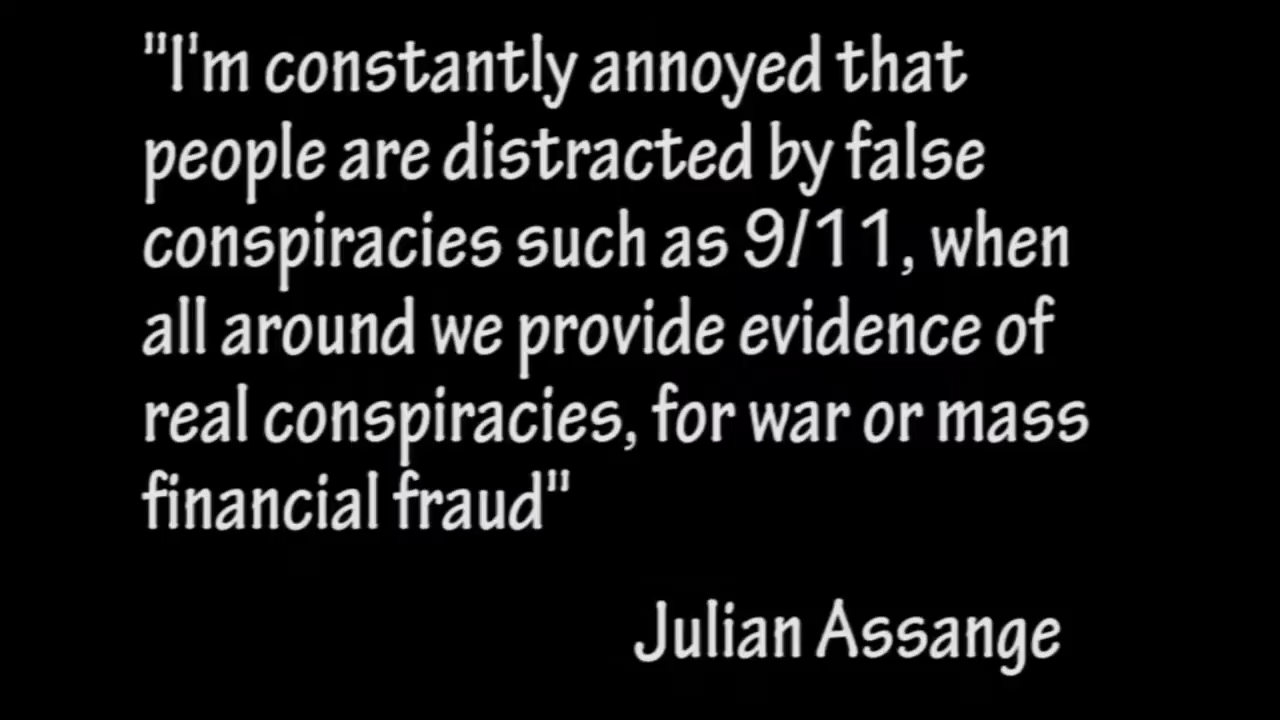 "I'm constantly annoyed that
people are distracted by false
conspiracies such as 9/11, when
all around we provide evidence of
real conspiracies, for war or mass
financial fraud"
Julian Assange